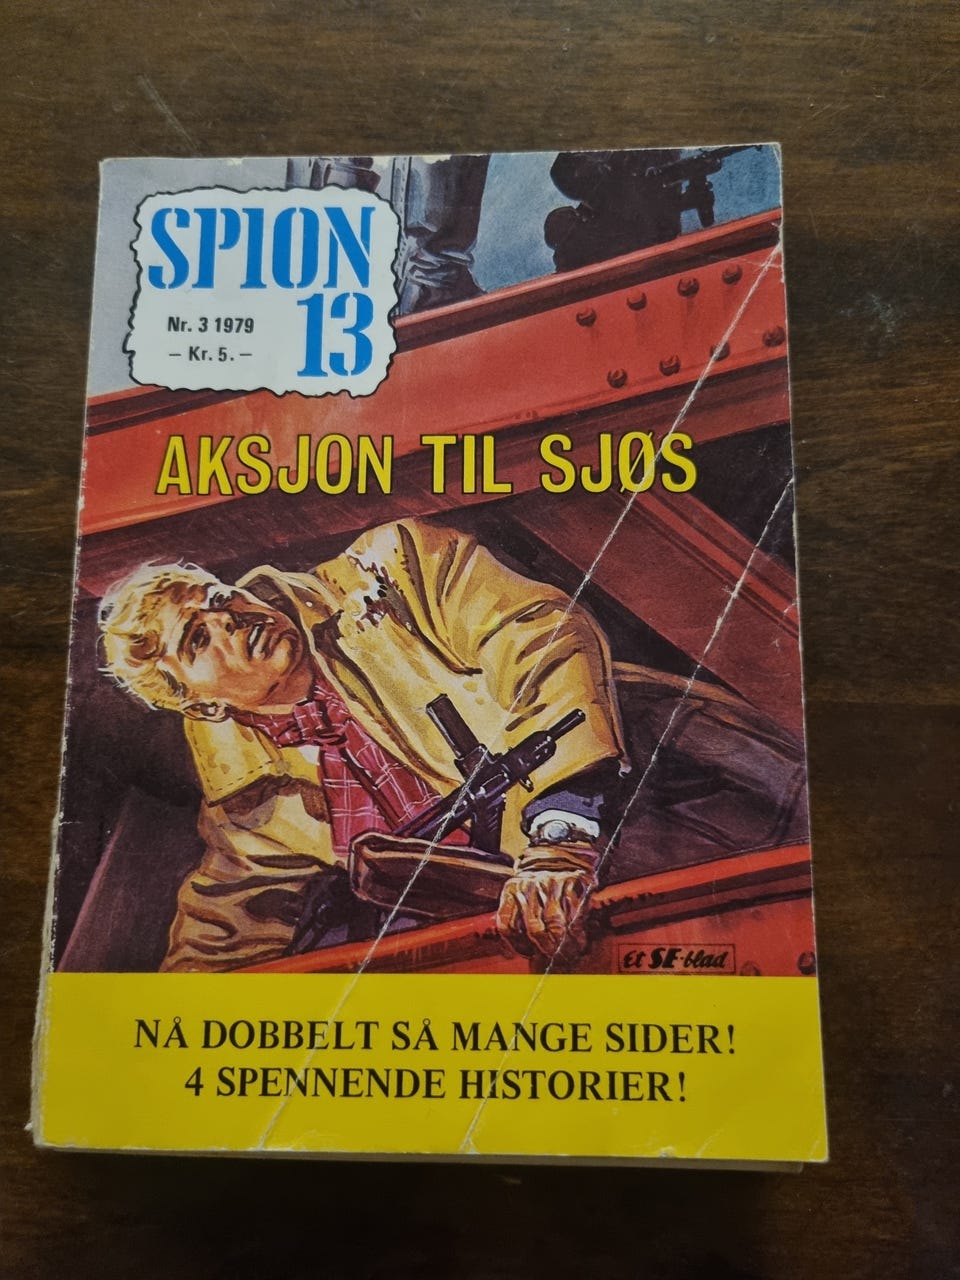 SPION
13
Nr. 3 1979
– Kr. 5. –
AKSJON TIL SJØS
Et SE-blad
NÅ DOBBELT SÅ MANGE SIDER!
4 SPENNENDE HISTORIER!